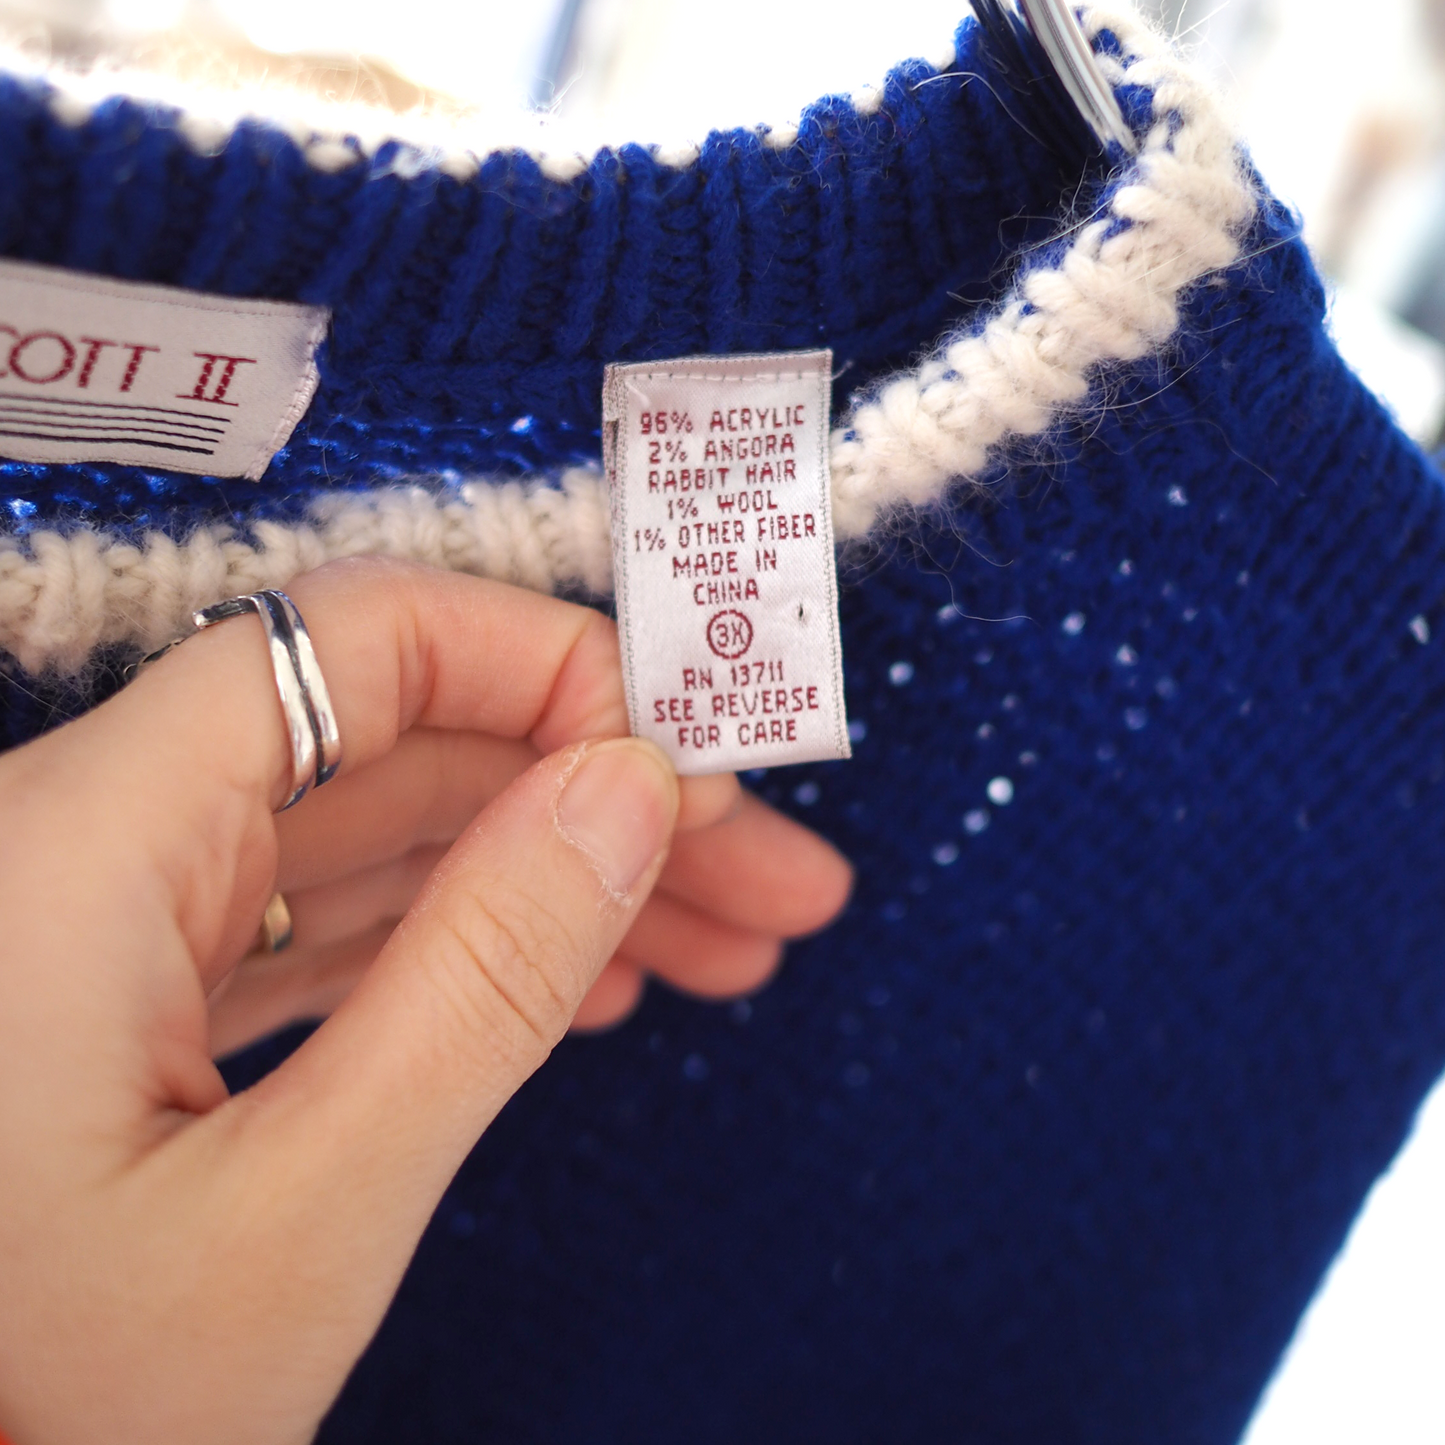 COTT II
96% ACRYLIC
2% ANGORA
RABBIT HAIR
1% WOOL
1% OTHER FIBER
MADE IN
CHINA
3X
RN 13711
SEE REVERSE
FOR CARE